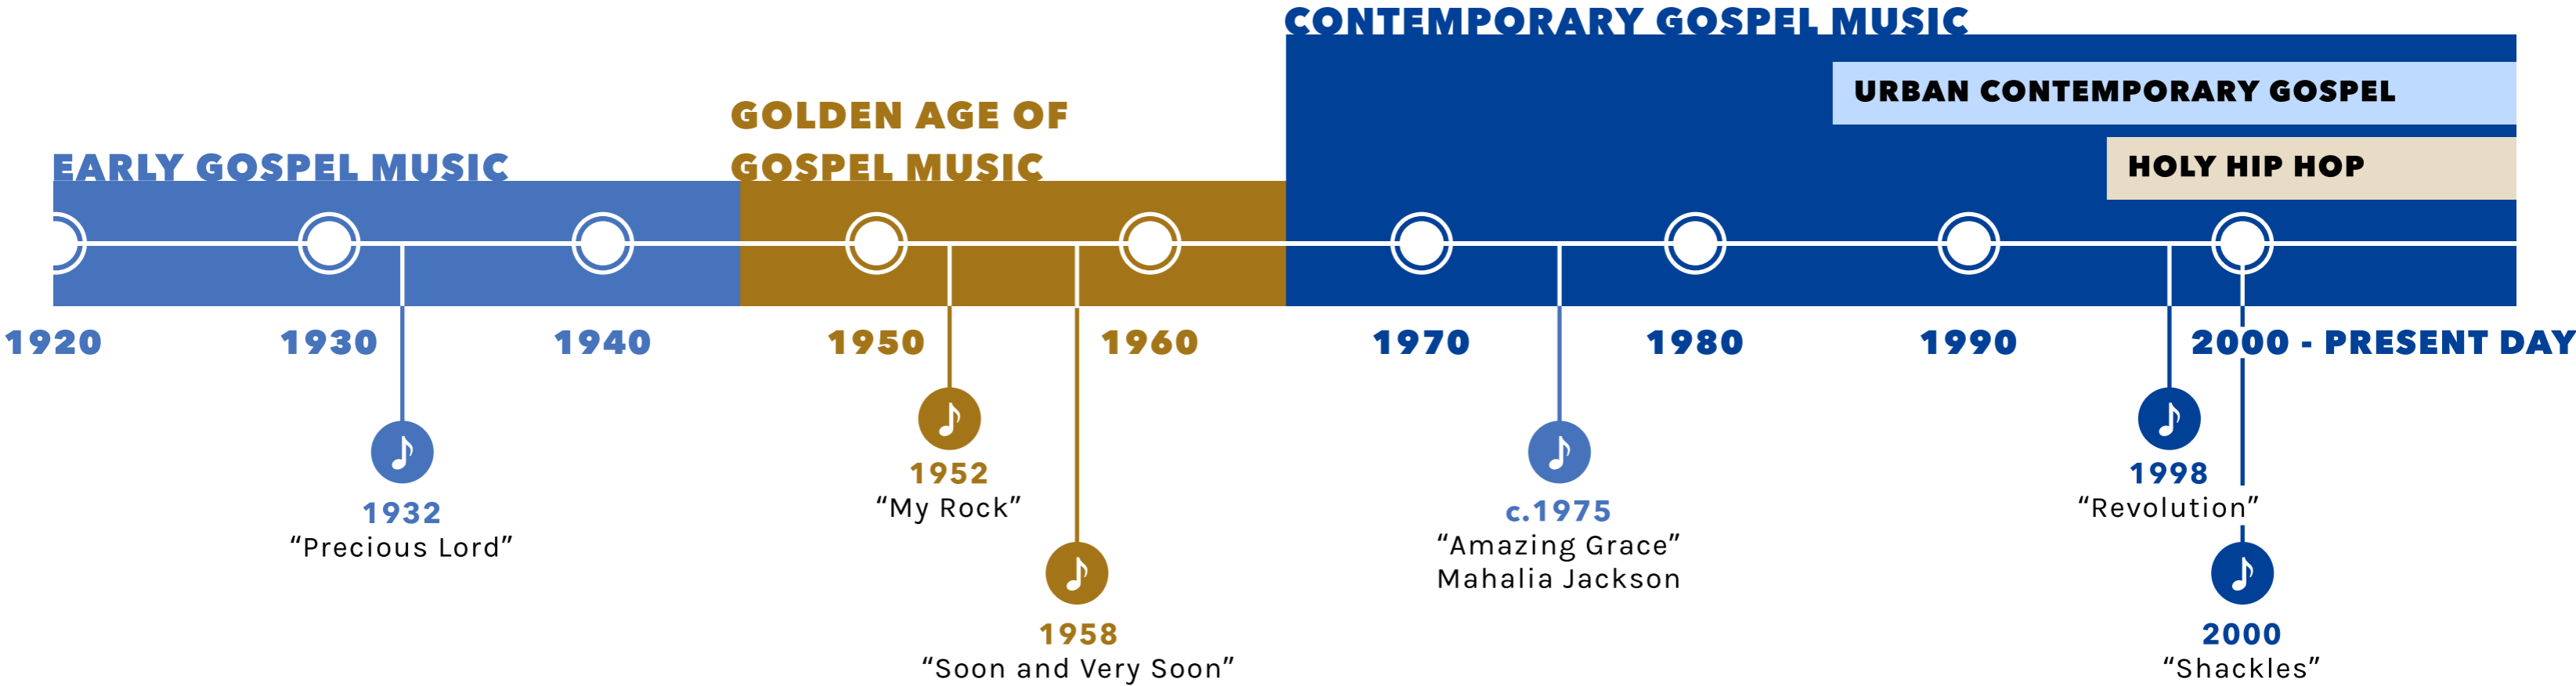 CONTEMPORARY GOSPEL MUSIC
URBAN CONTEMPORARY GOSPEL
GOLDEN AGE OF
GOSPEL MUSIC
EARLY GOSPEL MUSIC
HOLY HIP HOP
1920
1930
1940
1950
1960
1970
1980
1990
2000 - PRESENT DAY
1932
“Precious Lord”
1952
“My Rock”
1958
“Soon and Very Soon”
c.1975
“Amazing Grace”
Mahalia Jackson
1998
“Revolution”
2000
“Shackles”